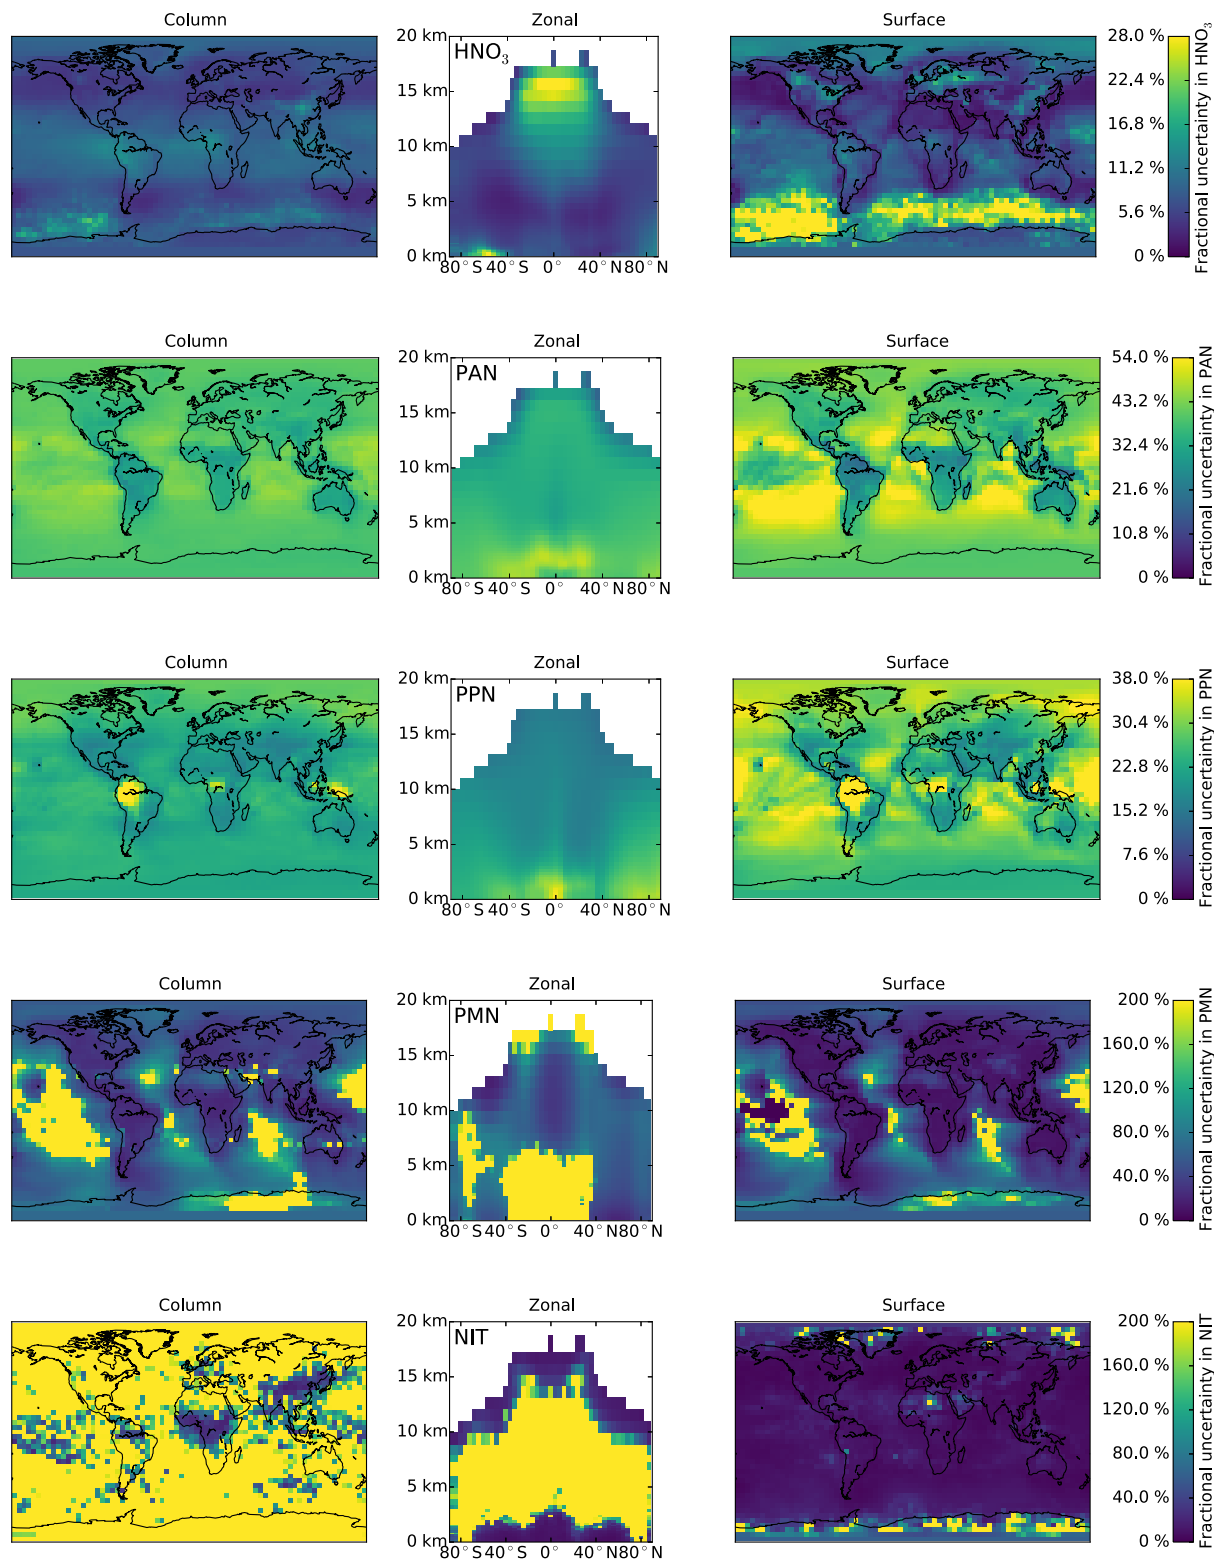 Column Zonal Surface
20 km HNO₃ 28.0 %
15 km 22.4 %
10 km 16.8 %
11.2 %
5 km 5.6 %
0 km 0 %
80°S 40°S 0° 40°N 80°N
Fractional uncertainty in HNO₃
Column Zonal Surface
20 km PAN 54.0 %
15 km 43.2 %
10 km 32.4 %
21.6 %
5 km 10.8 %
0 km 0 %
80°S 40°S 0° 40°N 80°N
Fractional uncertainty in PAN
Column Zonal Surface
20 km PPN 38.0 %
15 km 30.4 %
10 km 22.8 %
15.2 %
5 km 7.6 %
0 km 0 %
80°S 40°S 0° 40°N 80°N
Fractional uncertainty in PPN
Column Zonal Surface
20 km PMN 200 %
15 km 160.0 %
10 km 120.0 %
80.0 %
5 km 40.0 %
0 km 0 %
80°S 40°S 0° 40°N 80°N
Fractional uncertainty in PMN
Column Zonal Surface
20 km NIT 200 %
15 km 160.0 %
10 km 120.0 %
80.0 %
5 km 40.0 %
0 km 0 %
80°S 40°S 0° 40°N 80°N
Fractional uncertainty in NIT